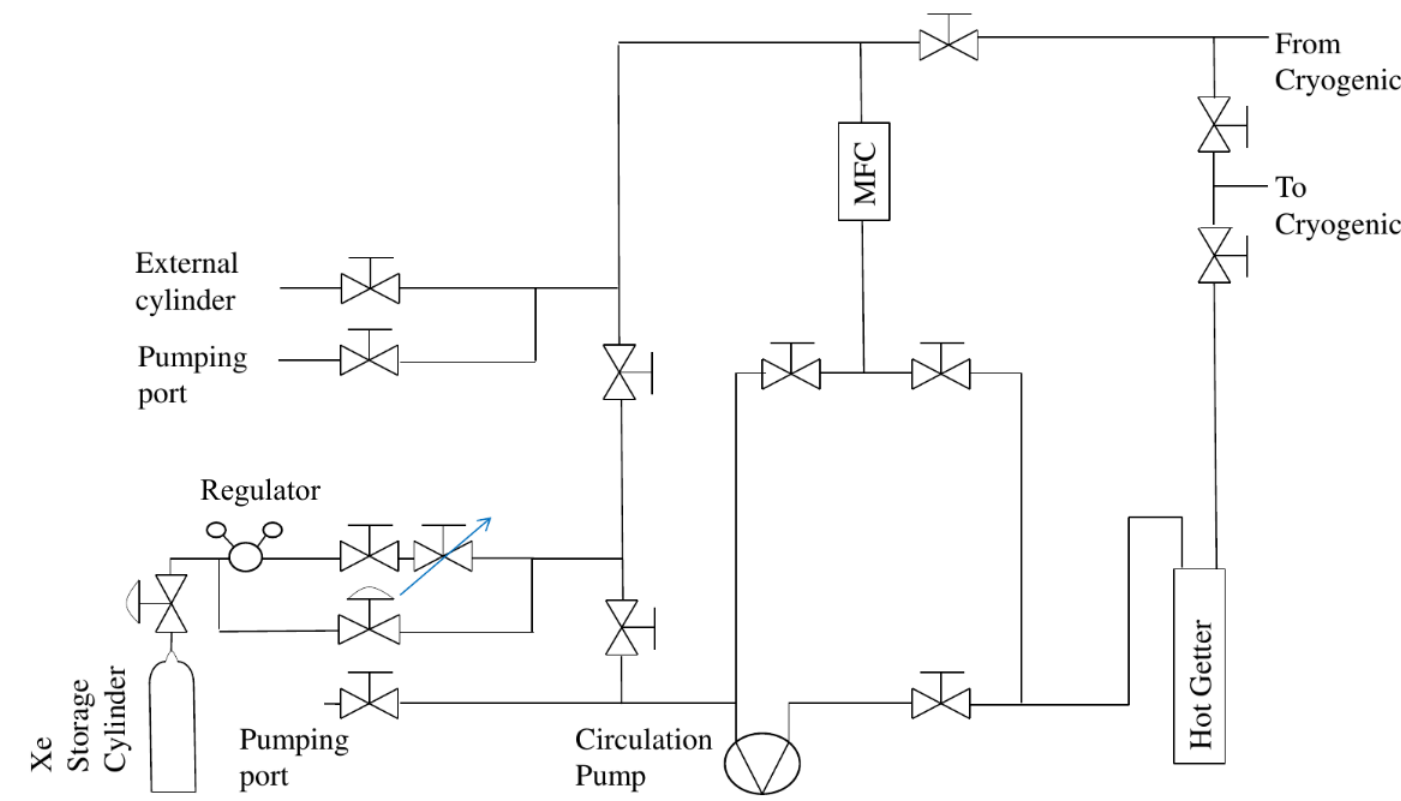 From
Cryogenic
MFC
To
Cryogenic
External
cylinder
Pumping
port
Regulator
Xe
Storage
Cylinder
Pumping
port
Circulation
Pump
Hot Getter